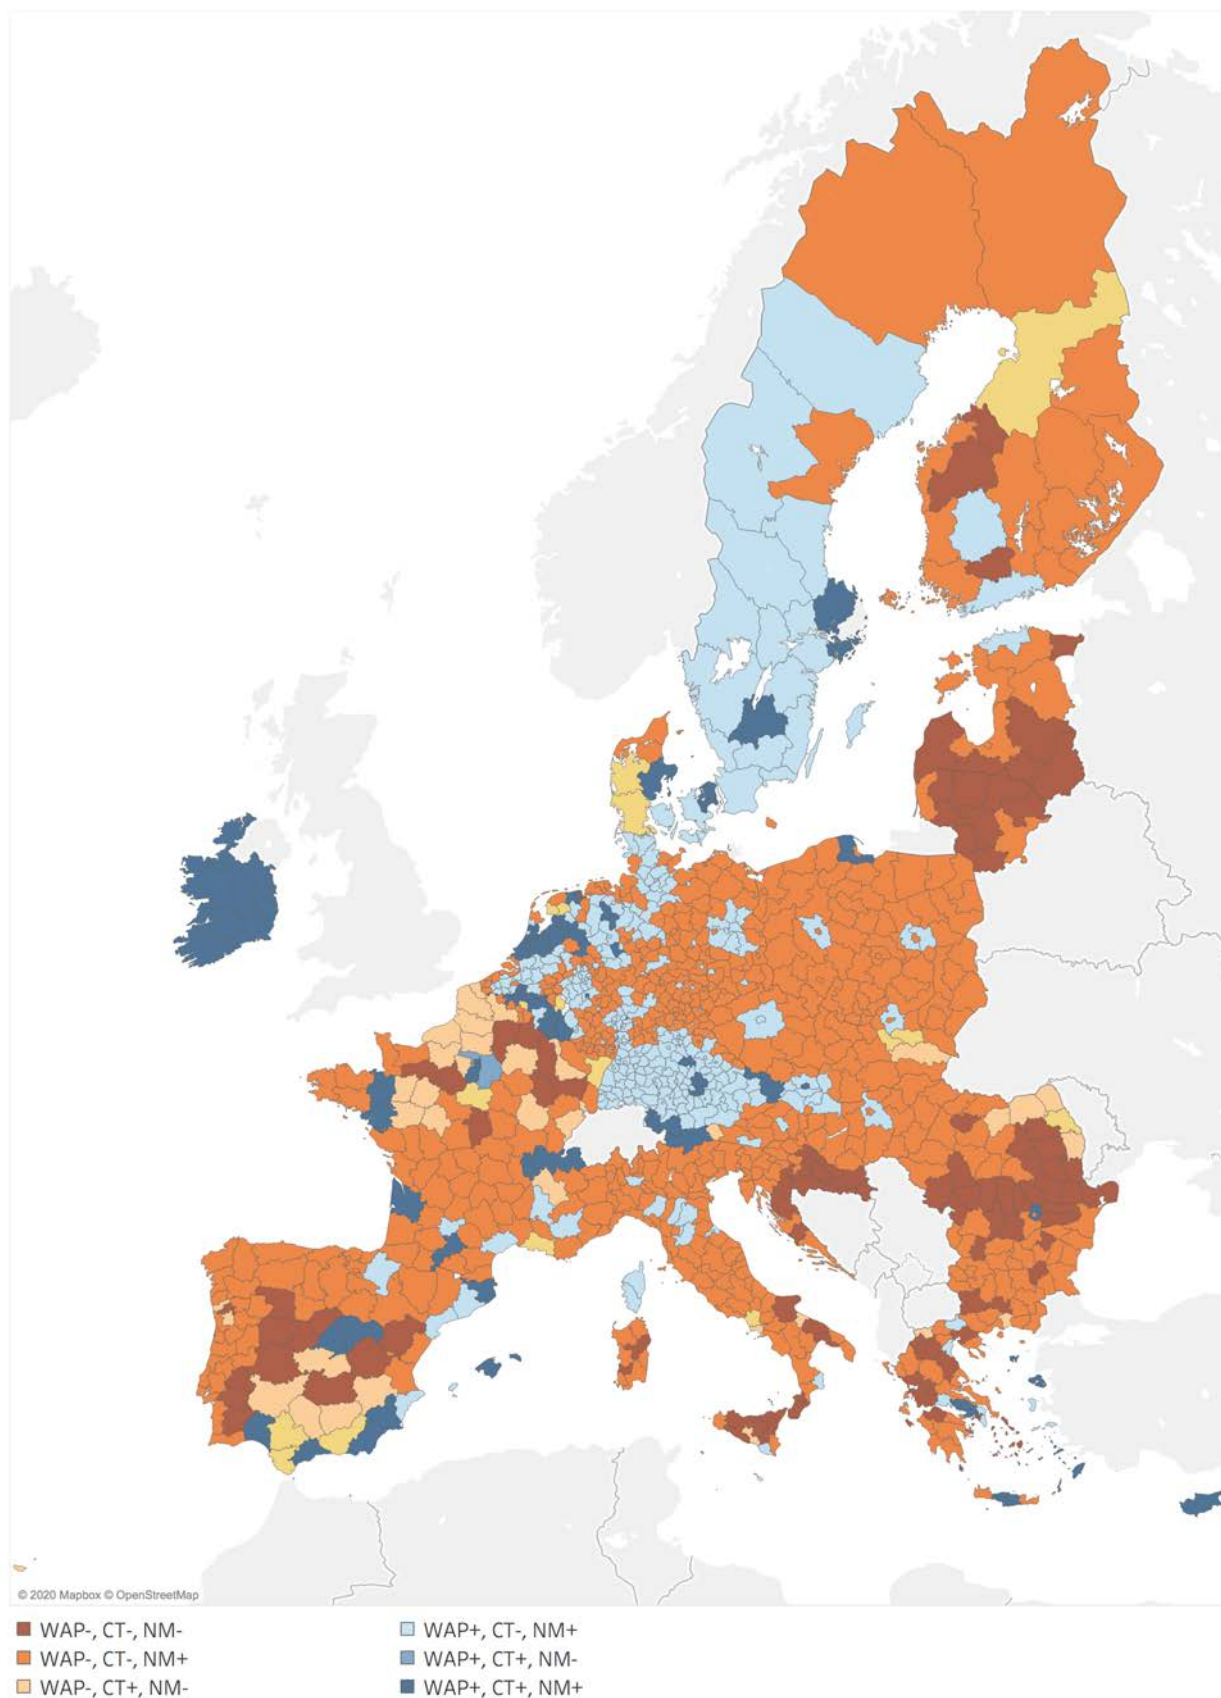 © 2020 Mapbox © OpenStreetMap
WAP-, CT-, NM-
WAP-, CT-, NM+
WAP-, CT+, NM-
WAP+, CT-, NM+
WAP+, CT+, NM-
WAP+, CT+, NM+